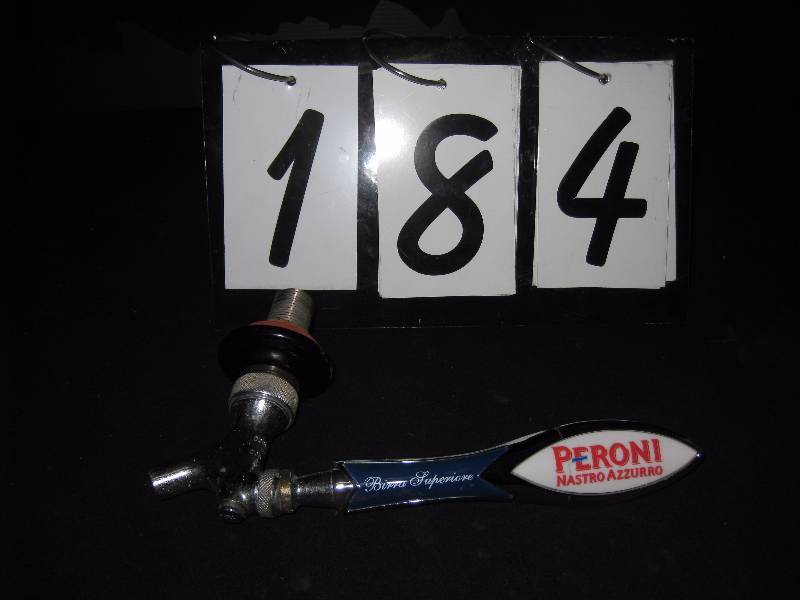 184
Birra Superiore
PERONI
NASTRO AZZURRO